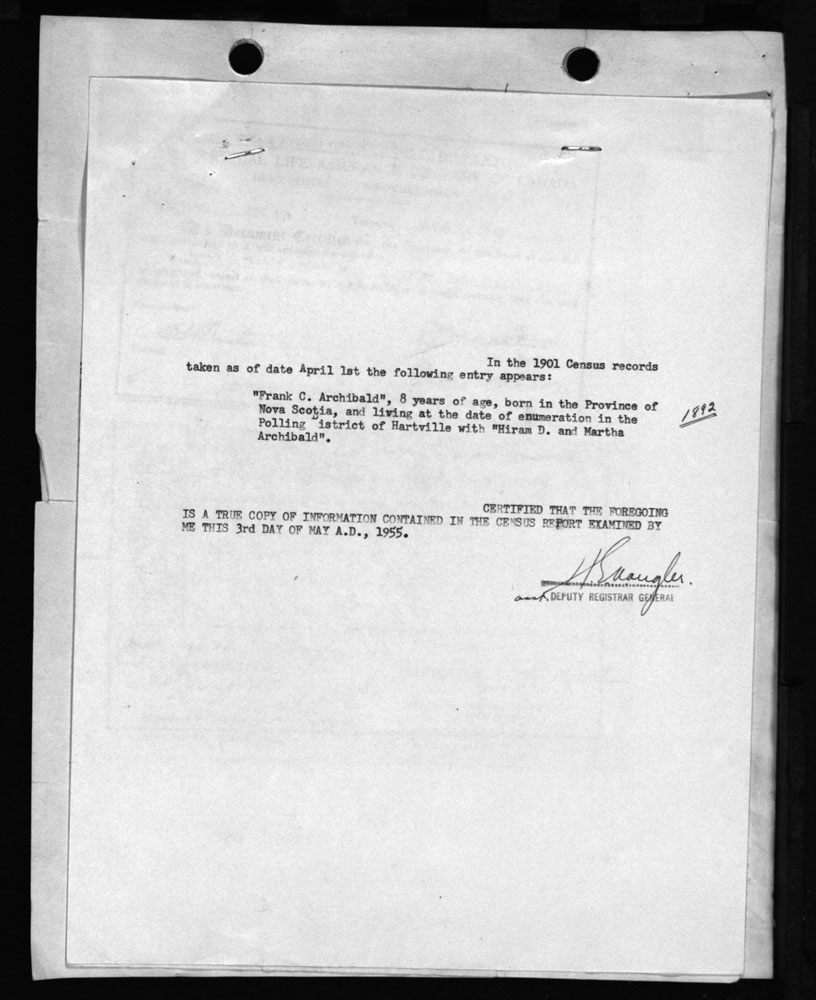 In the 1901 Census records
taken as of date April 1st the following entry appears:
"Frank C. Archibald", 8 years of age, born in the Province of
Nova Scotia, and living at the date of enumeration in the
Polling istrict of Hartville with "Hiram D. and Martha
Archibald".
1892
CERTIFIED THAT THE FOREGOING
IS A TRUE COPY OF INFORMATION CONTAINED IN THE CENSUS REPORT EXAMINED BY
ME THIS 3rd DAY OF MAY A.D., 1955.
asst. DEPUTY REGISTRAR GENERAL